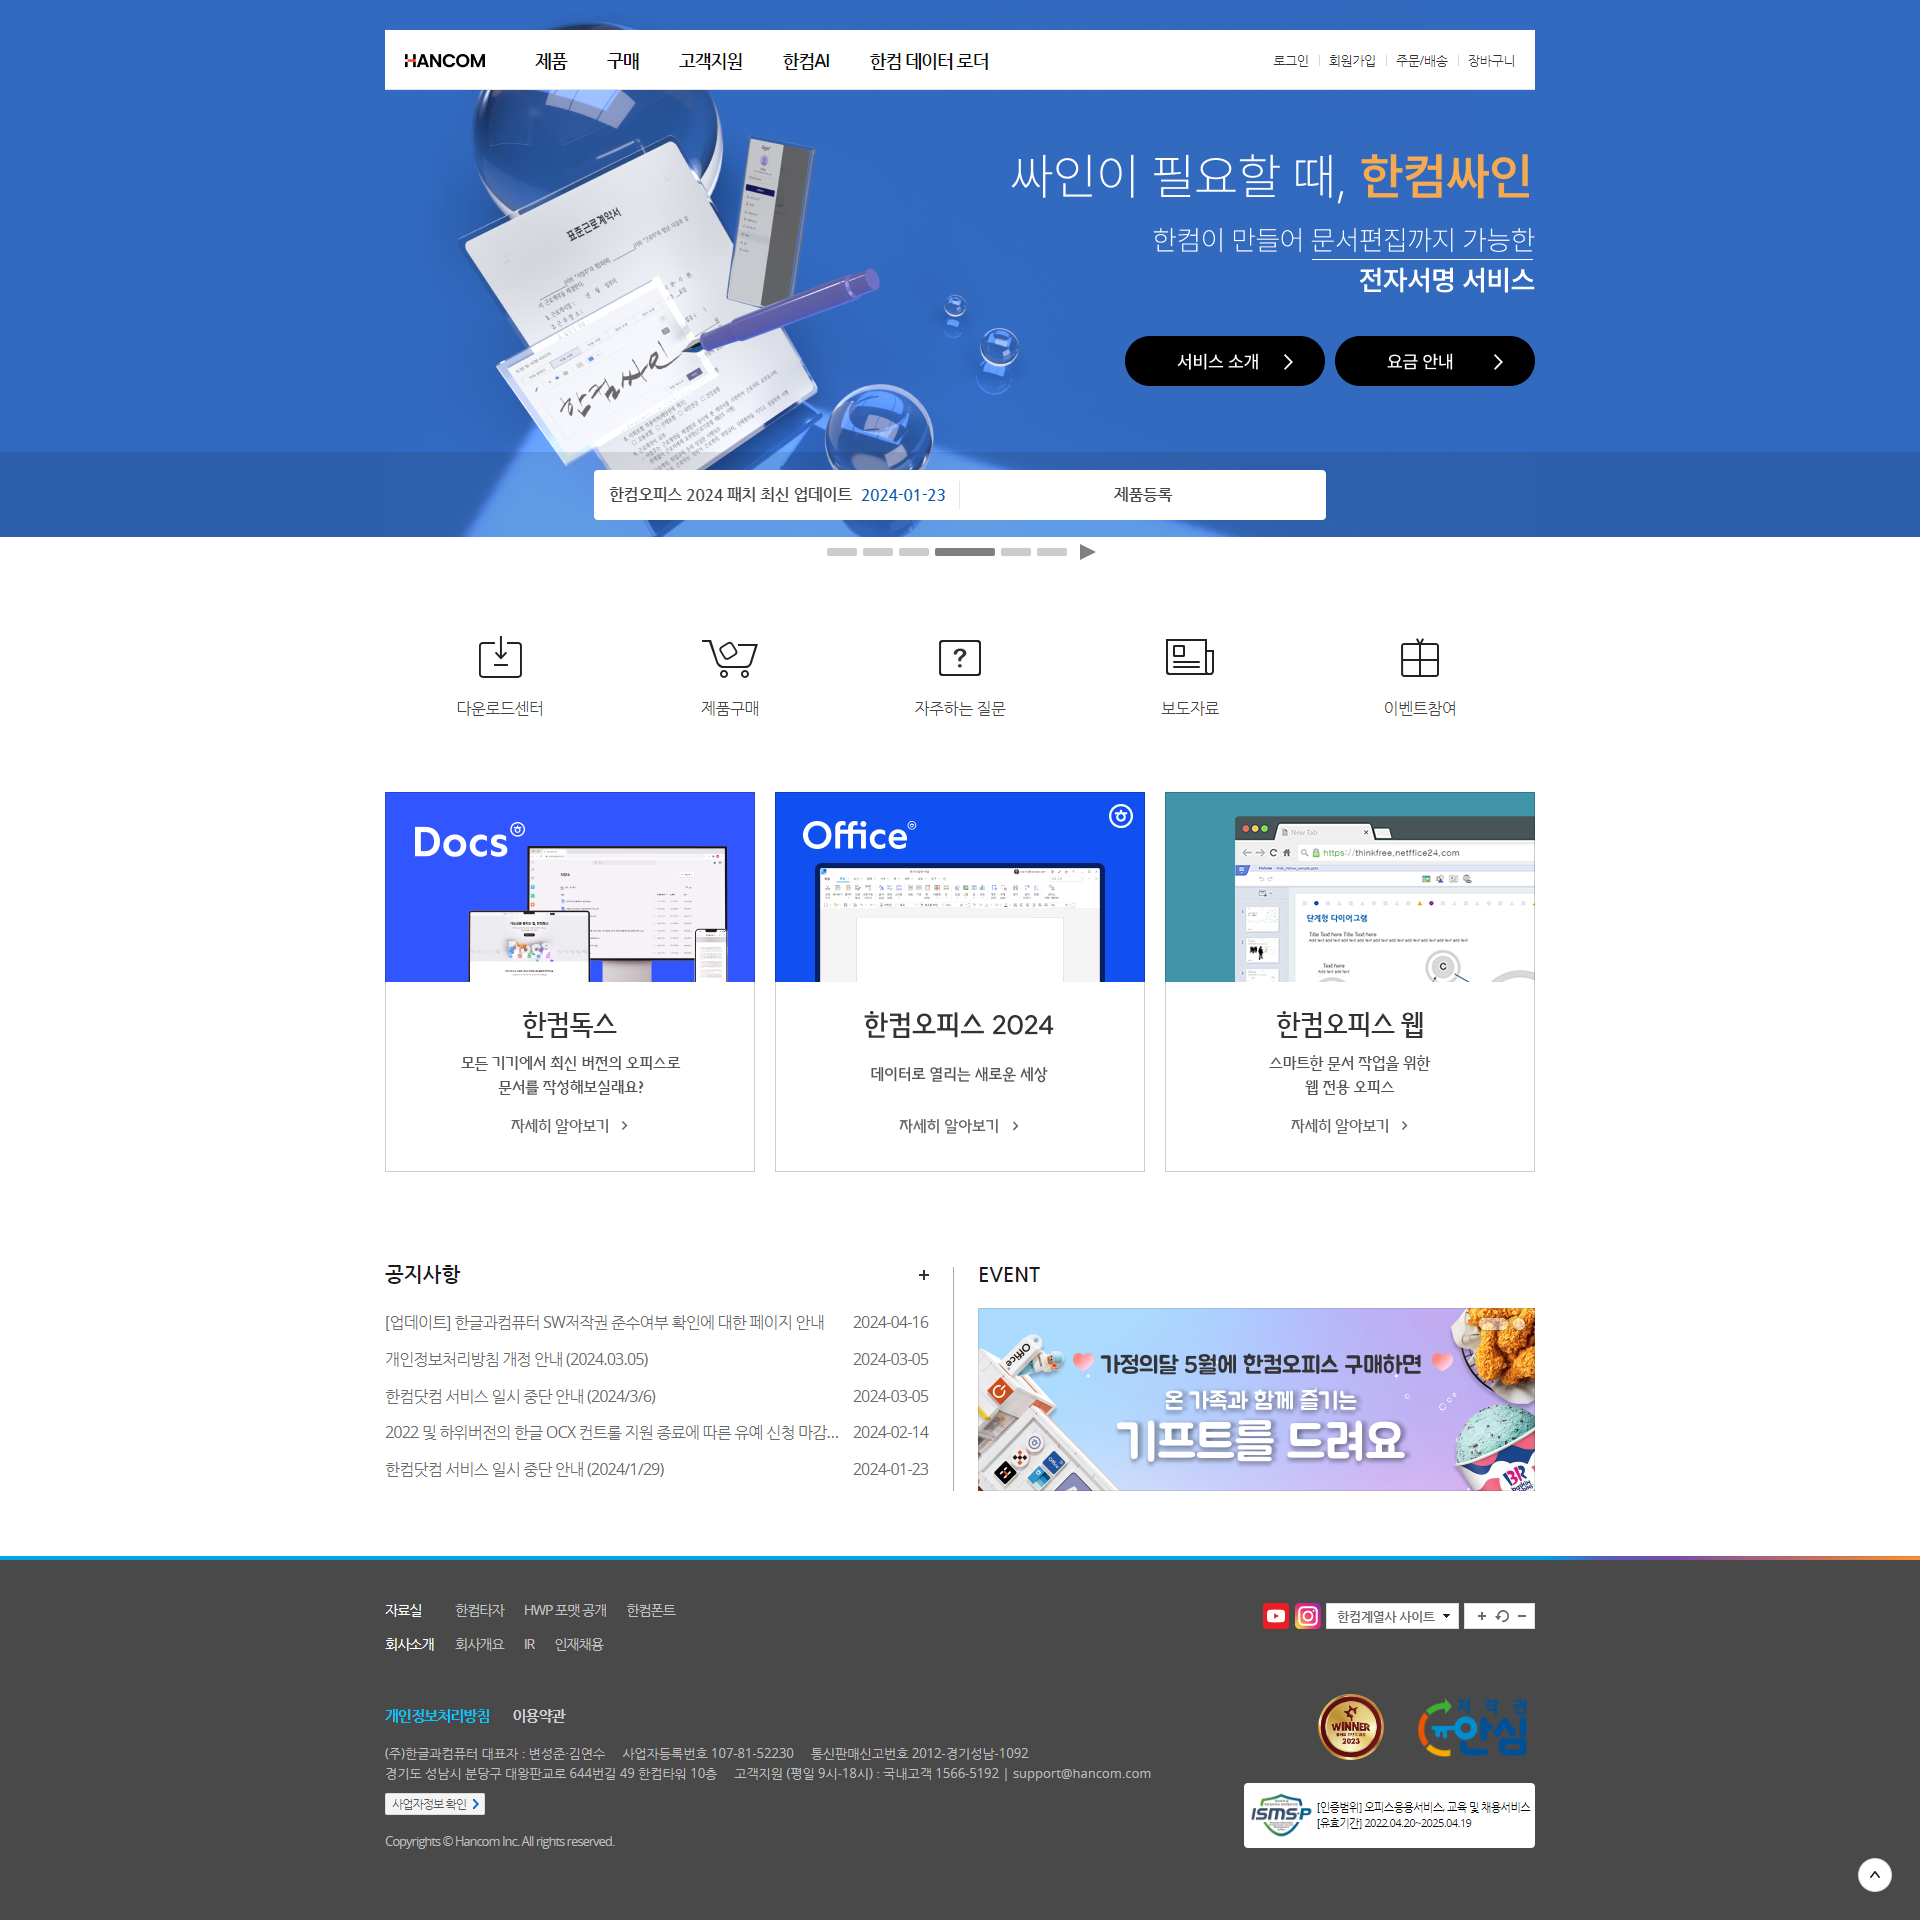 HANCOM
제품
구매
고객지원
한컴AI
한컴 데이터 로더
로그인
회원가입
주문/배송
장바구니
싸인이 필요할 때, 한컴싸인
한컴이 만들어 문서편집까지 가능한
전자서명 서비스
서비스 소개
요금 안내
표준근로계약서
한컴싸인
한컴오피스 2024 패치 최신 업데이트 2024-01-23
제품등록
다운로드센터
제품구매
자주하는 질문
보도자료
이벤트참여
Docs
Office
New Tab
https://thinkfree.netffice24.com
단계형 다이어그램
Title Text here Title Text here
Text here
C
한컴독스
모든 기기에서 최신 버전의 오피스로
문서를 작성해보실래요?
자세히 알아보기
한컴오피스 2024
데이터로 열리는 새로운 세상
자세히 알아보기
한컴오피스 웹
스마트한 문서 작업을 위한
웹 전용 오피스
자세히 알아보기
공지사항
[업데이트] 한글과컴퓨터 SW저작권 준수여부 확인에 대한 페이지 안내 2024-04-16
개인정보처리방침 개정 안내 (2024.03.05) 2024-03-05
한컴닷컴 서비스 일시 중단 안내 (2024/3/6) 2024-03-05
2022 및 하위버전의 한글 OCX 컨트롤 지원 종료에 따른 유예 신청 마감... 2024-02-14
한컴닷컴 서비스 일시 중단 안내 (2024/1/29) 2024-01-23
EVENT
Office
가정의달 5월에 한컴오피스 구매하면
온 가족과 함께 즐기는
기프트를 드려요
BR
자료실 한컴타자 HWP 포맷 공개 한컴폰트
회사소개 회사개요 IR 인재채용
한컴계열사 사이트
개인정보처리방침 이용약관
(주)한글과컴퓨터 대표자 : 변성준·김연수 사업자등록번호 107-81-52230 통신판매신고번호 2012-경기성남-1092
경기도 성남시 분당구 대왕판교로 644번길 49 한컴타워 10층 고객지원 (평일 9시-18시) : 국내고객 1566-5192 | support@hancom.com
사업자정보 확인
Copyrights © Hancom Inc. All rights reserved.
WINNER
2023
저작권
안심
ISMS-P
[인증범위] 오피스응용서비스, 교육 및 채용서비스
[유효기간] 2022.04.20~2025.04.19